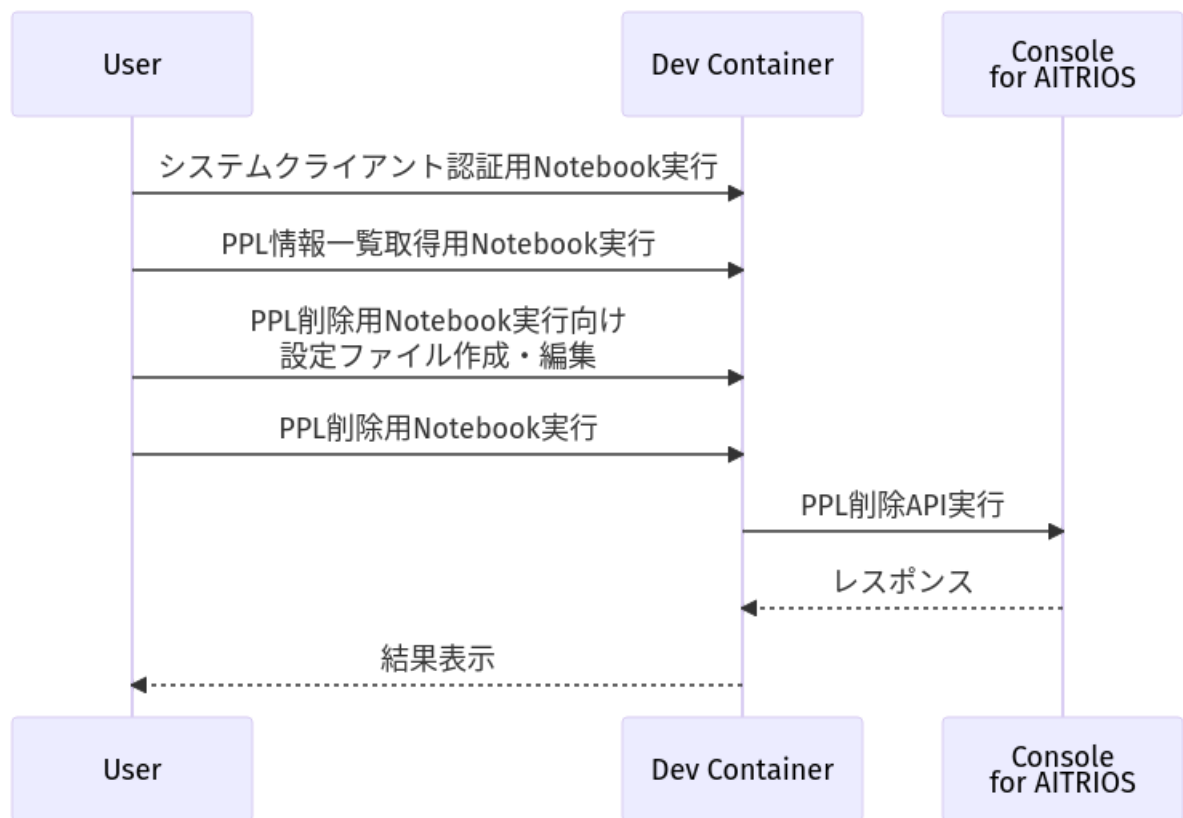 User
Dev Container
Console
for AITRIOS
システムクライアント認証用Notebook実行
PPL情報一覧取得用Notebook実行
PPL削除用Notebook実行向け
設定ファイル作成・編集
PPL削除用Notebook実行
PPL削除API実行
レスポンス
結果表示
User
Dev Container
Console
for AITRIOS